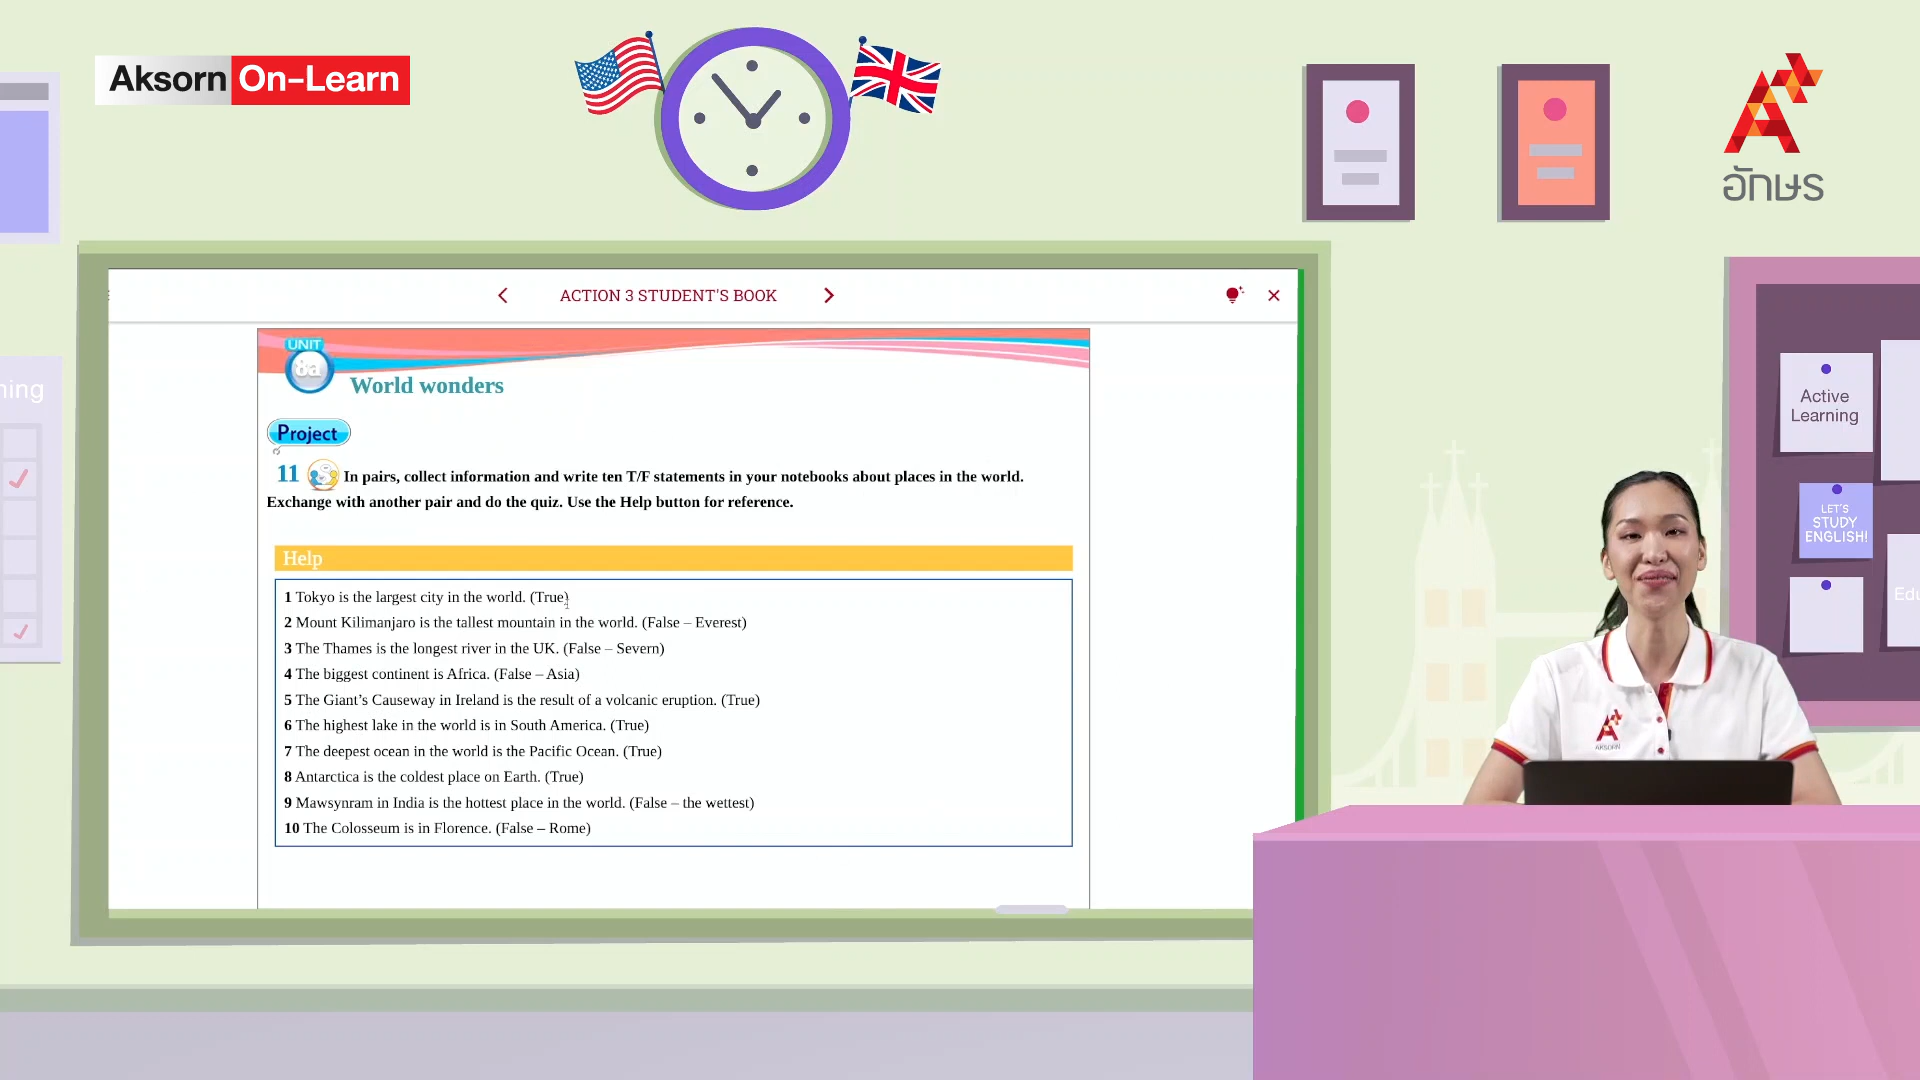 Aksorn On-Learn
อักษร
ACTION 3 STUDENT'S BOOK
UNIT
8a
World wonders
Project
11 In pairs, collect information and write ten T/F statements in your notebooks about places in the world.
Exchange with another pair and do the quiz. Use the Help button for reference.
Help
1 Tokyo is the largest city in the world. (True)
2 Mount Kilimanjaro is the tallest mountain in the world. (False – Everest)
3 The Thames is the longest river in the UK. (False – Severn)
4 The biggest continent is Africa. (False – Asia)
5 The Giant’s Causeway in Ireland is the result of a volcanic eruption. (True)
6 The highest lake in the world is in South America. (True)
7 The deepest ocean in the world is the Pacific Ocean. (True)
8 Antarctica is the coldest place on Earth. (True)
9 Mawsynram in India is the hottest place in the world. (False – the wettest)
10 The Colosseum is in Florence. (False – Rome)
ning
Active
Learning
LET'S
STUDY
ENGLISH!
Edu
AKSORN